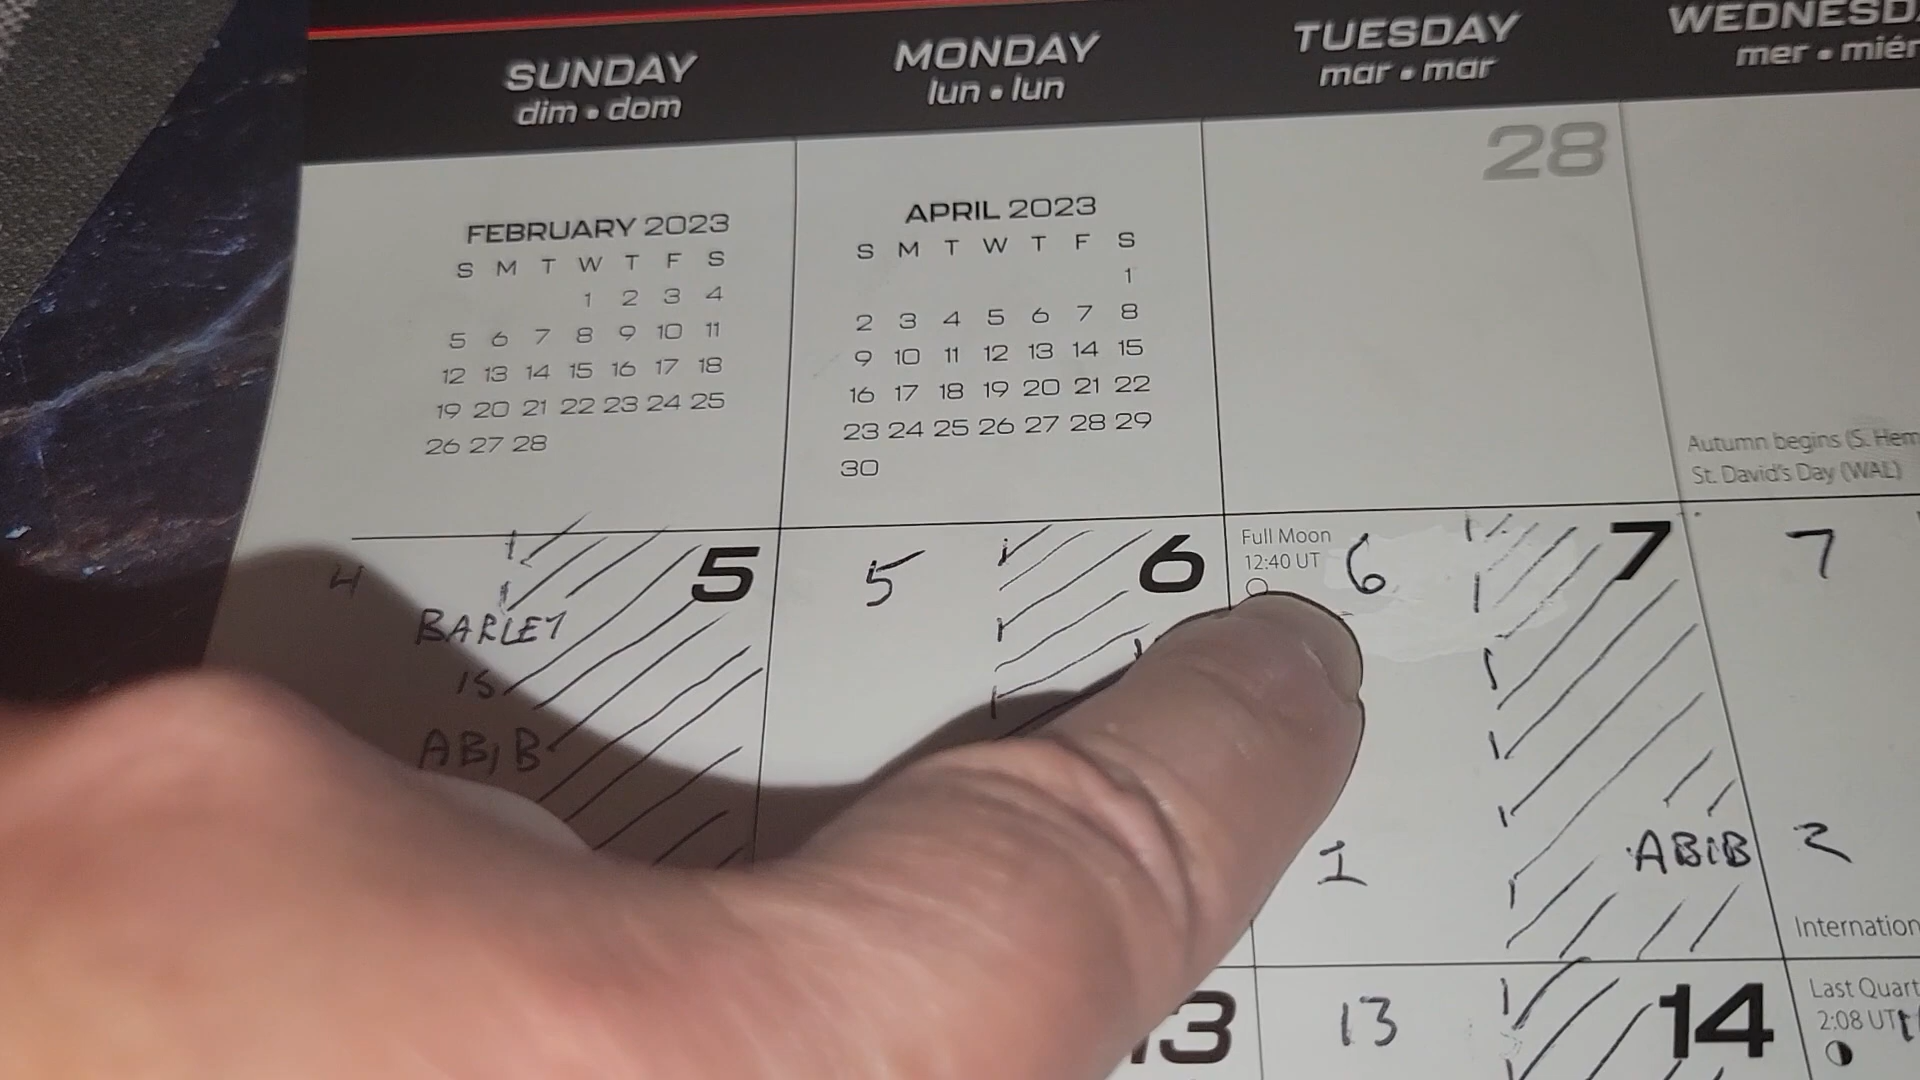 SUNDAY
dim • dom
MONDAY
lun • lun
TUESDAY
mar • mar
WEDNESD
mer • miér
FEBRUARY 2023
S M T W T F S
1 2 3 4
5 6 7 8 9 10 11
12 13 14 15 16 17 18
19 20 21 22 23 24 25
26 27 28
APRIL 2023
S M T W T F S
1
2 3 4 5 6 7 8
9 10 11 12 13 14 15
16 17 18 19 20 21 22
23 24 25 26 27 28 29
30
28
Autumn begins (S. Hem
St. David's Day (WAL)
4
5
BARLEY
IS
ABIB
5
6
Full Moon
12:40 UT
6
7
1
ABIB
7
2
Internation
13
13
14
Last Quart
2:08 UT